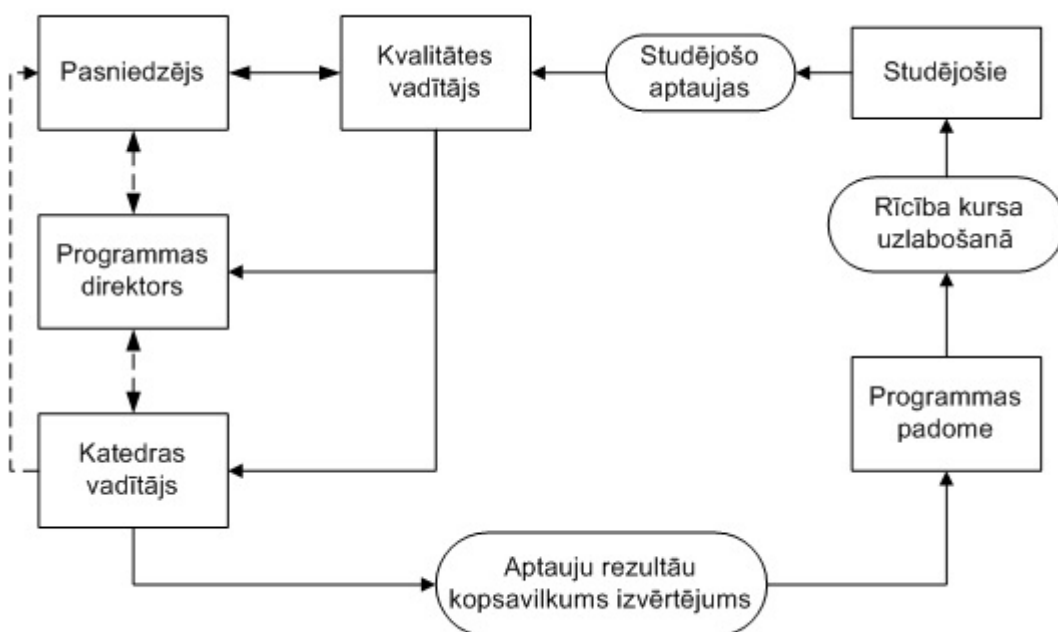 Pasniedzējs
Kvalitātes
vadītājs
Studējošo
aptaujas
Studējošie
Programmas
direktors
Rīcība kursa
uzlabošanā
Katedras
vadītājs
Programmas
padome
Aptauju rezultāu
kopsavilkums izvērtējums